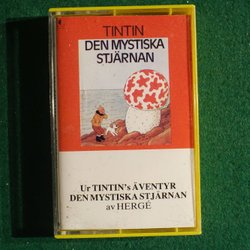 TINTIN
DEN MYSTISKA
STJÄRNAN
Ur TINTIN's ÄVENTYR
DEN MYSTISKA STJÄRNAN
av HERGÉ